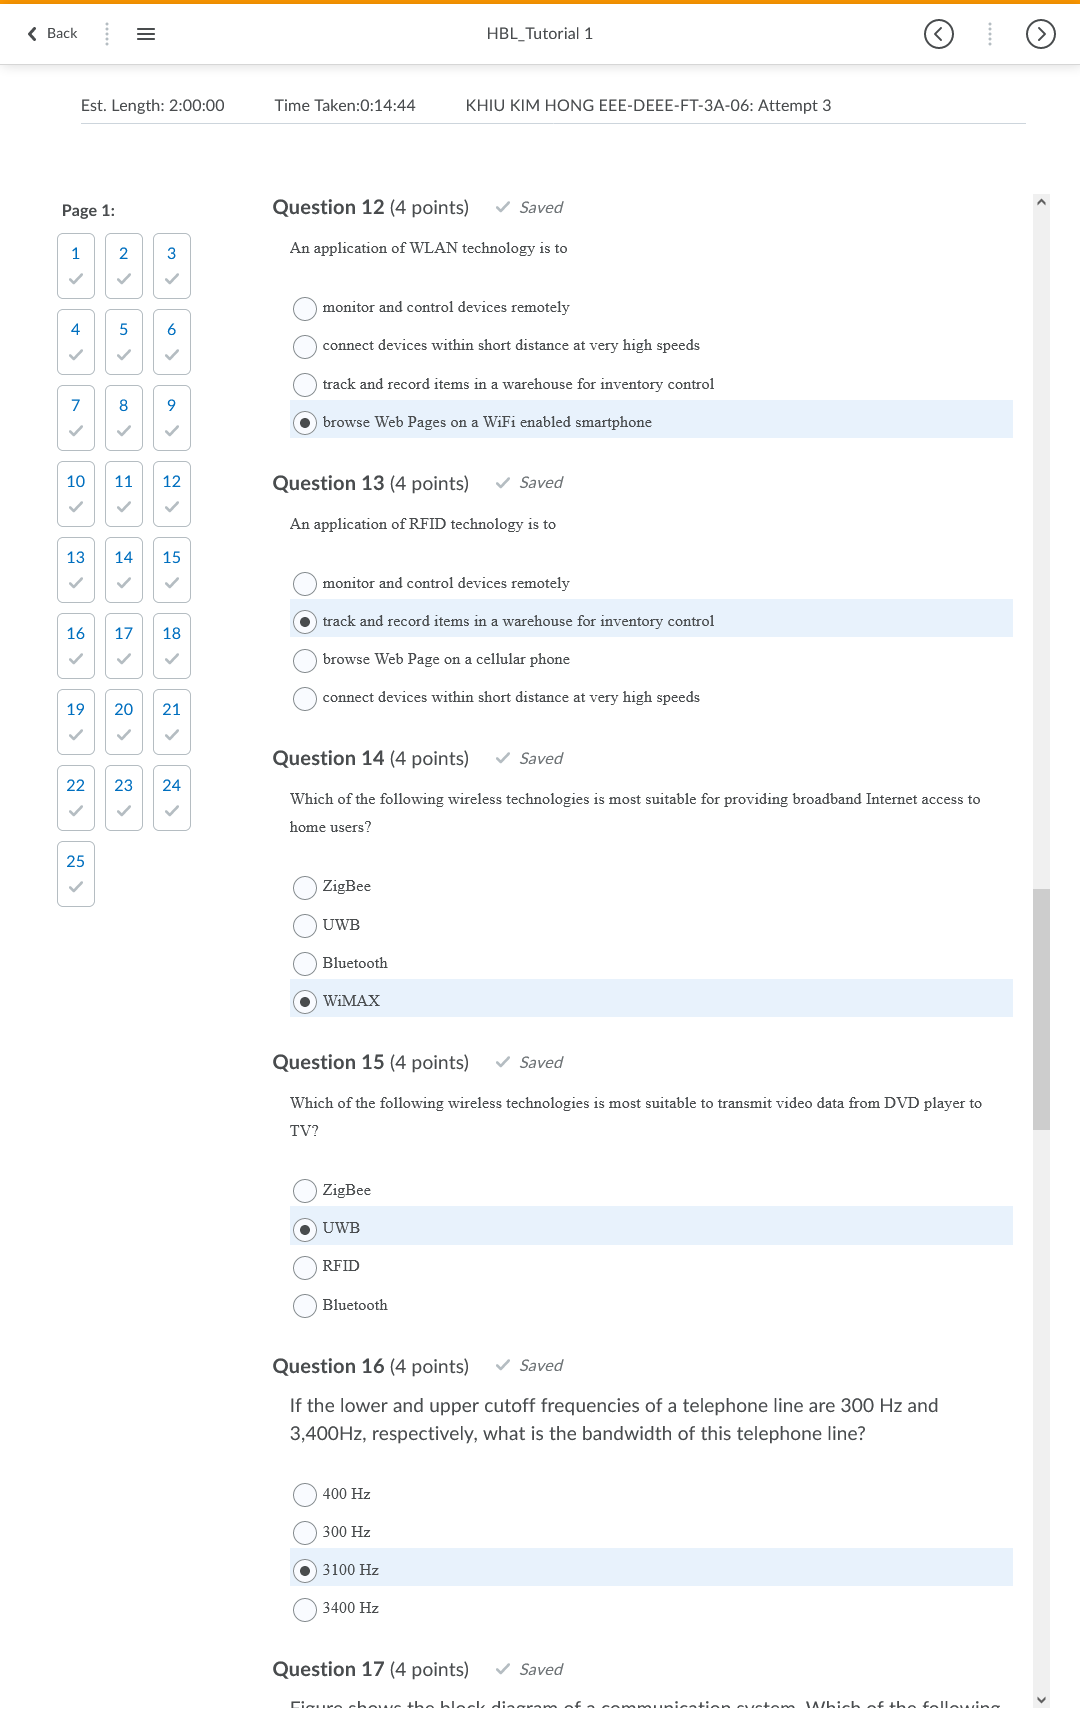 Back
HBL_Tutorial 1
Est. Length: 2:00:00 Time Taken:0:14:44 KHIU KIM HONG EEE-DEEE-FT-3A-06: Attempt 3
Page 1:
1 2 3
4 5 6
7 8 9
10 11 12
13 14 15
16 17 18
19 20 21
22 23 24
25
Question 12 (4 points) Saved
An application of WLAN technology is to
monitor and control devices remotely
connect devices within short distance at very high speeds
track and record items in a warehouse for inventory control
browse Web Pages on a WiFi enabled smartphone
Question 13 (4 points) Saved
An application of RFID technology is to
monitor and control devices remotely
track and record items in a warehouse for inventory control
browse Web Page on a cellular phone
connect devices within short distance at very high speeds
Question 14 (4 points) Saved
Which of the following wireless technologies is most suitable for providing broadband Internet access to
home users?
ZigBee
UWB
Bluetooth
WiMAX
Question 15 (4 points) Saved
Which of the following wireless technologies is most suitable to transmit video data from DVD player to
TV?
ZigBee
UWB
RFID
Bluetooth
Question 16 (4 points) Saved
If the lower and upper cutoff frequencies of a telephone line are 300 Hz and
3,400Hz, respectively, what is the bandwidth of this telephone line?
400 Hz
300 Hz
3100 Hz
3400 Hz
Question 17 (4 points) Saved
Figure shows the block diagram of a communication system. Which of the following